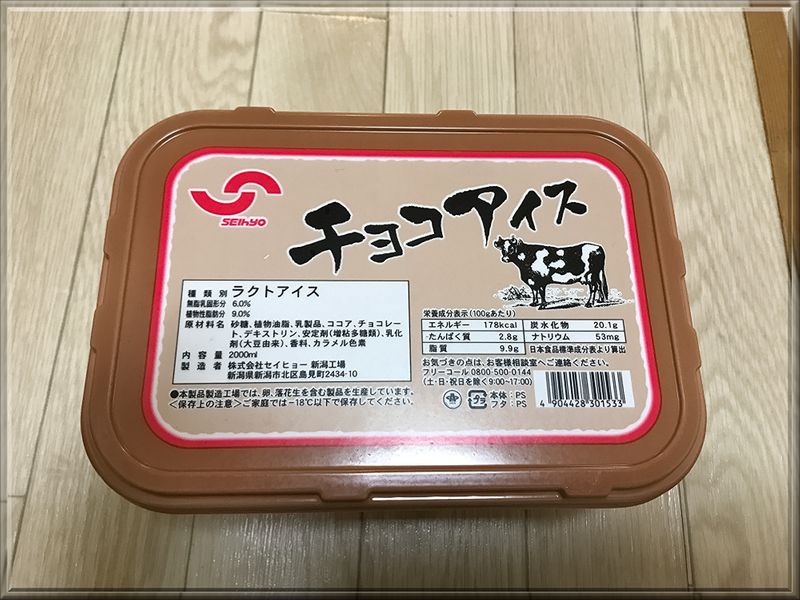 SEIHYO
チョコアイス
種類別 ラクトアイス
無脂乳固形分 6.0%
植物性脂肪分 9.0%
原材料名 砂糖、植物油脂、乳製品、ココア、チョコレー
ト、デキストリン、安定剤(増粘多糖類)、乳化
剤(大豆由来)、香料、カラメル色素
内容量 2000ml
製造者 株式会社セイヒョー 新潟工場
新潟県新潟市北区島見町2434-10
●本製品製造工場では、卵、落花生を含む製品を生産しています。
<保存上の注意>ご家庭では-18℃以下で保存してください。
栄養成分表示(100gあたり)
エネルギー 178kcal 炭水化物 20.1g
たんぱく質 2.8g ナトリウム 53mg
脂質 9.9g 日本食品標準成分表より算出
お気づきの点は、お客様相談室へご連絡ください。
フリーコール 0800-500-0144
(土・日・祝日を除く9:00~17:00)
プラ 本体:PS
フタ:PS
4 904428 301533